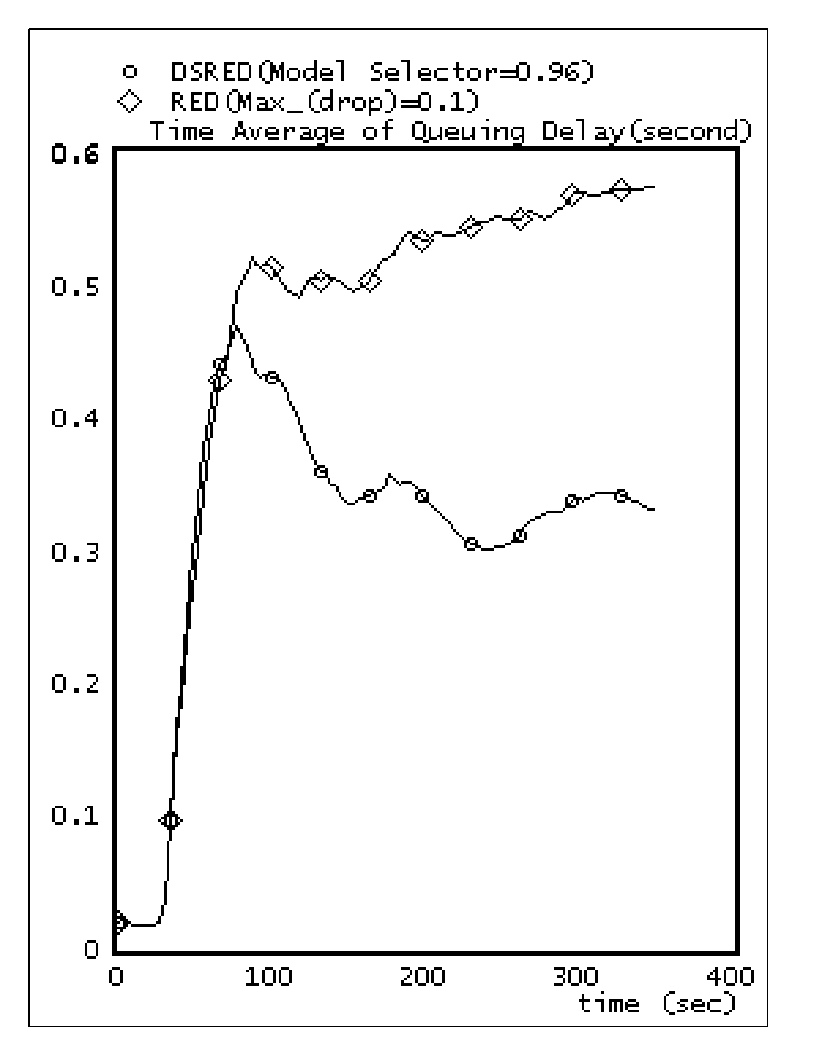 DSRED(Model Selector=0.96)
RED(Max_(drop)=0.1)
Time Average of Queuing Delay(second)
0.6
0.5
0.4
0.3
0.2
0.1
0
0 100 200 300 400
time (sec)